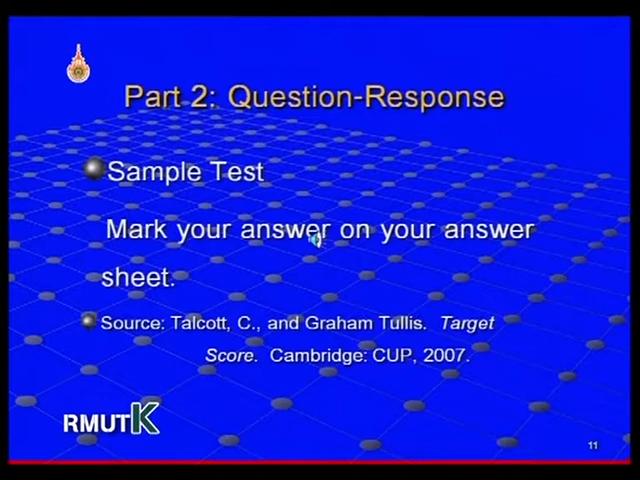 Part 2: Question-Response
Sample Test
Mark your answer on your answer
sheet.
Source: Talcott, C., and Graham Tullis. Target
Score. Cambridge: CUP, 2007.
RMUTK
11